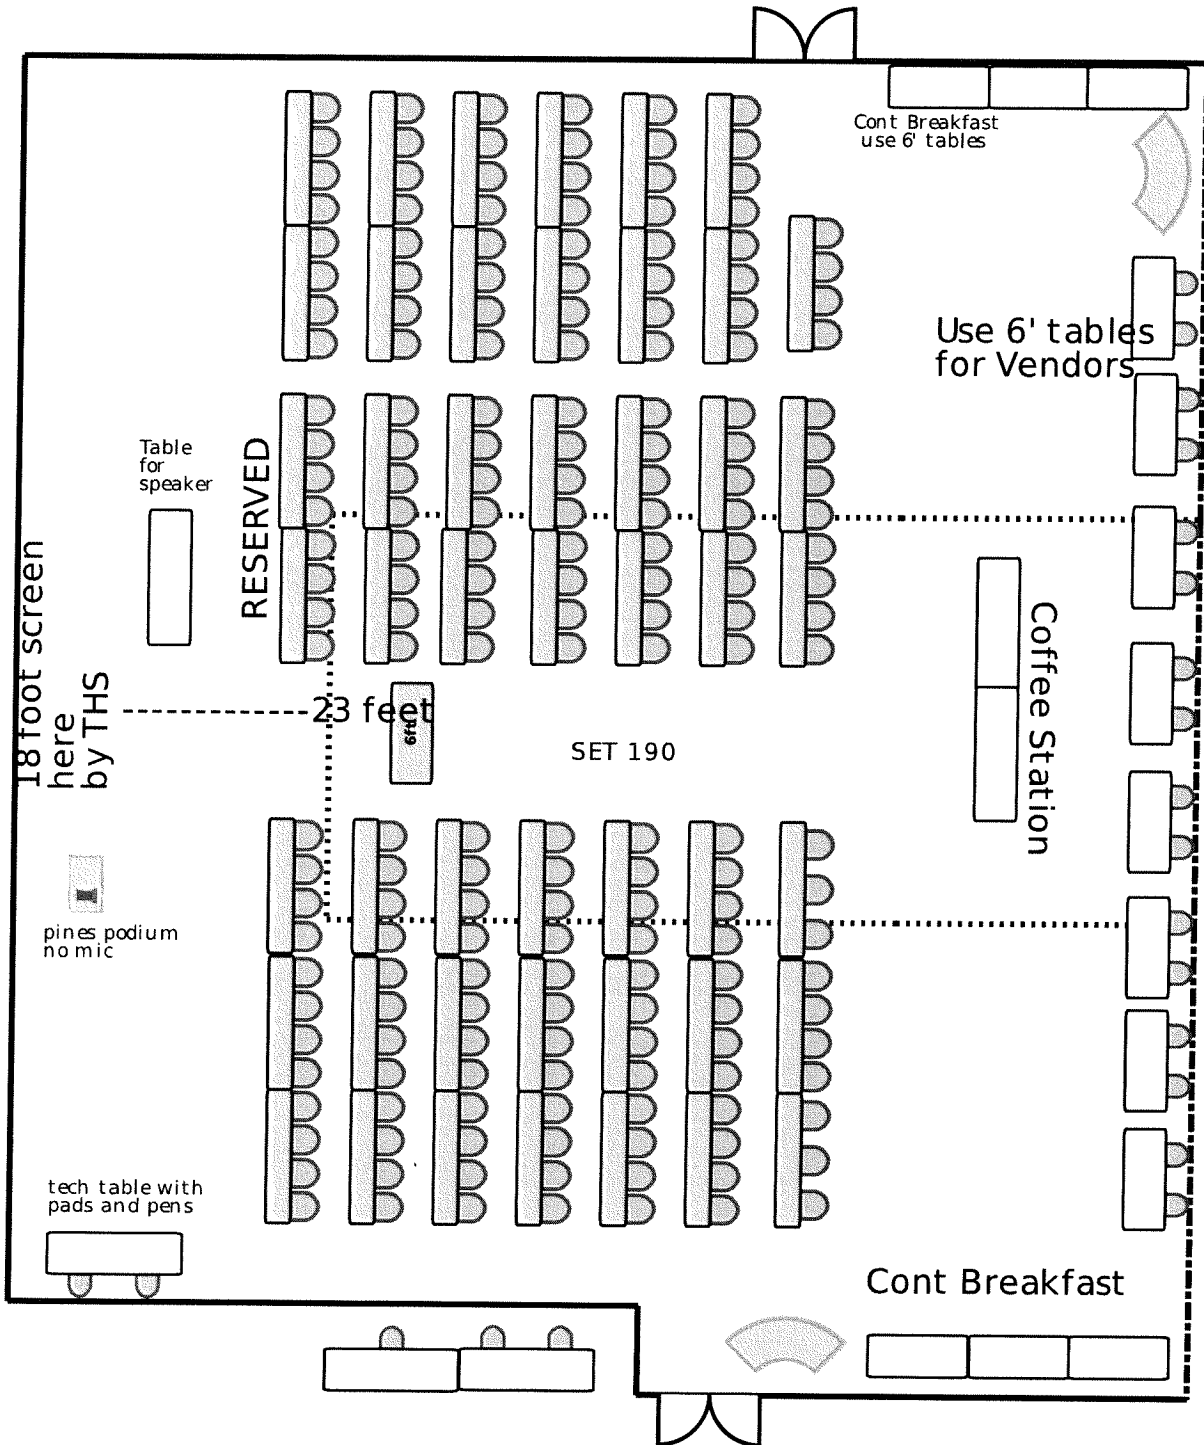 Cont Breakfast
use 6' tables
Use 6' tables
for Vendors
Table
for
speaker
RESERVED
18 foot screen
here
by THS
23 feet
6ft
SET 190
Coffee Station
pines podium
no mic
tech table with
pads and pens
Cont Breakfast